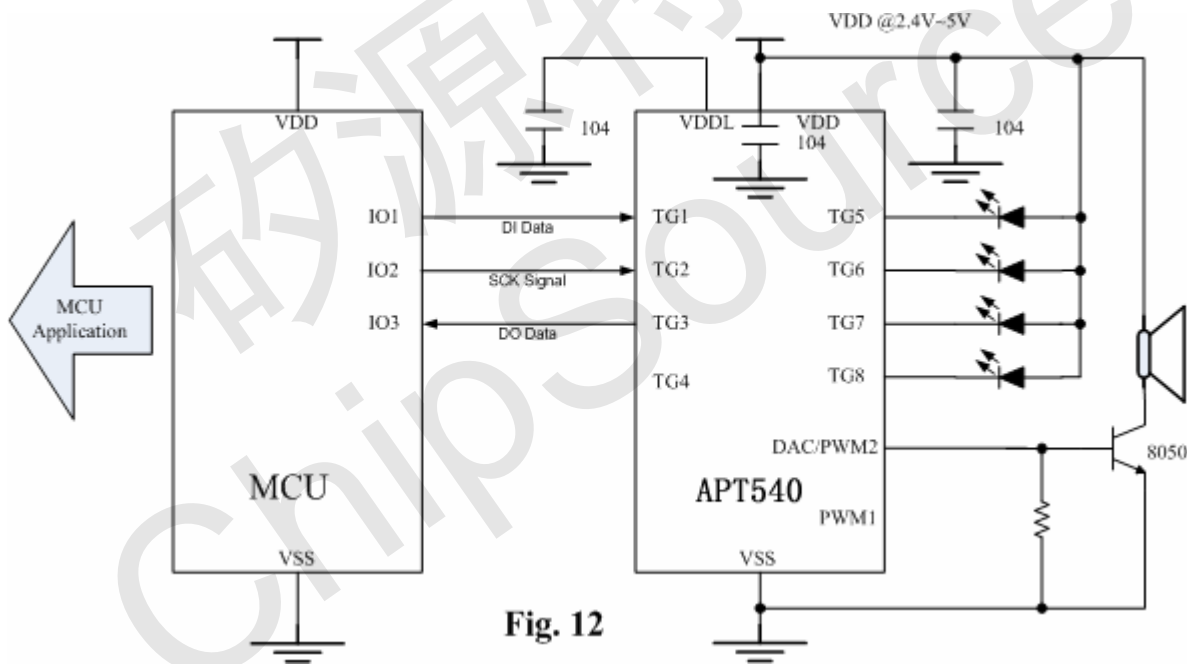 VDD @2.4V~5V
VDD
104
VDDL
VDD
104
104
IO1
DI Data
TG1
TG5
IO2
SCK Signal
TG2
TG6
MCU
Application
IO3
DO Data
TG3
TG7
TG4
TG8
DAC/PWM2
8050
MCU
APT540
PWM1
VSS
VSS
Fig. 12
矽源特
ChipSource